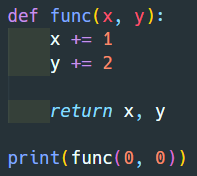 def func(x, y):
    x += 1
    y += 2

    return x, y

print(func(0, 0))